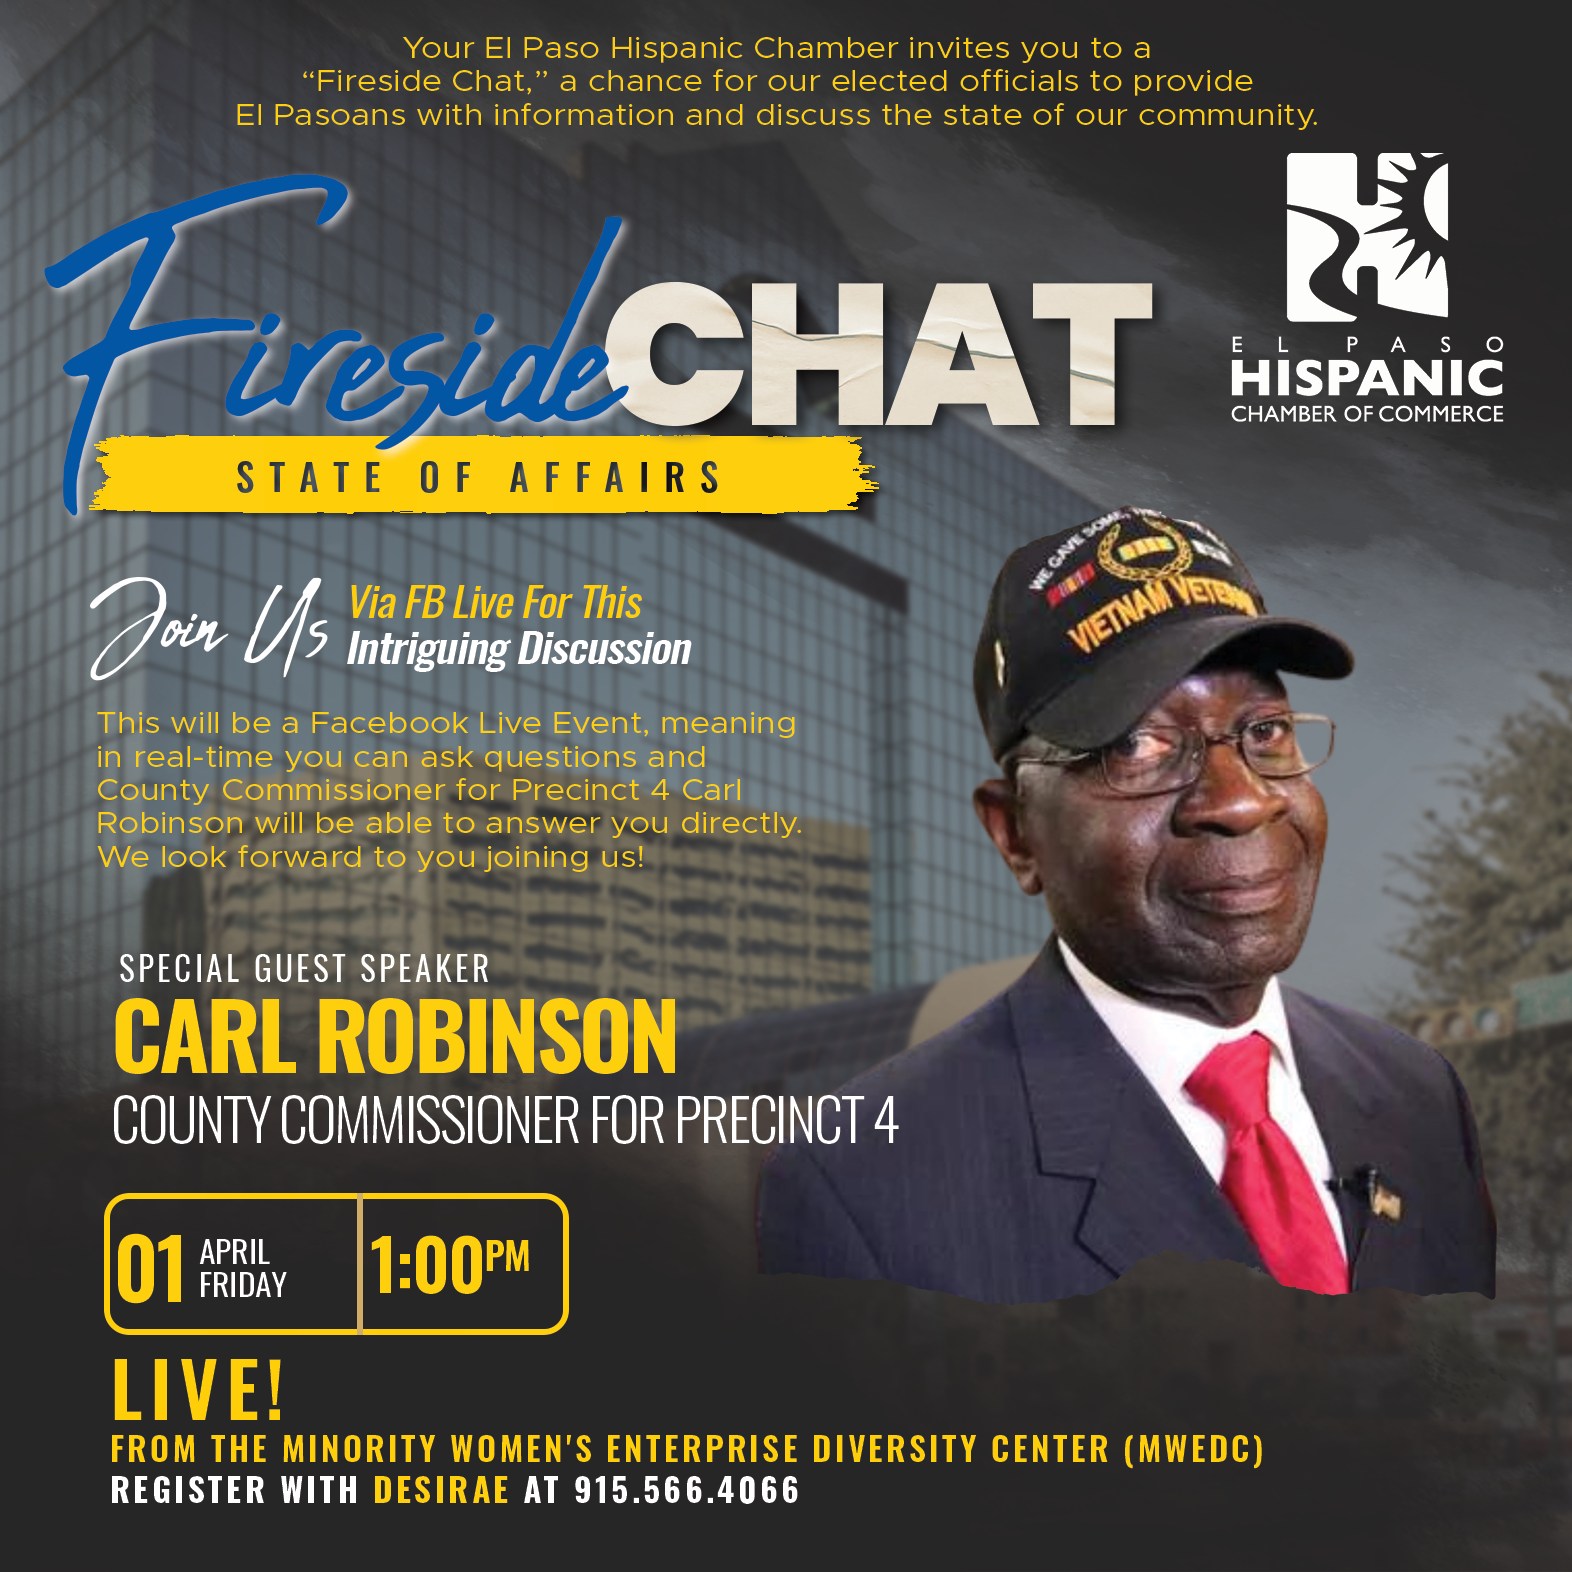 Your El Paso Hispanic Chamber invites you to a
“Fireside Chat,” a chance for our elected officials to provide
El Pasoans with information and discuss the state of our community.
Fireside CHAT
STATE OF AFFAIRS
EL PASO
HISPANIC
CHAMBER OF COMMERCE
WE GAVE SOME,
VIETNAM VETERAN
Join Us
Via FB Live For This
Intriguing Discussion
This will be a Facebook Live Event, meaning
in real-time you can ask questions and
County Commissioner for Precinct 4 Carl
Robinson will be able to answer you directly.
We look forward to you joining us!
SPECIAL GUEST SPEAKER
CARL ROBINSON
COUNTY COMMISSIONER FOR PRECINCT 4
01 APRIL FRIDAY 1:00PM
LIVE!
FROM THE MINORITY WOMEN'S ENTERPRISE DIVERSITY CENTER (MWEDC)
REGISTER WITH DESIRAE AT 915.566.4066